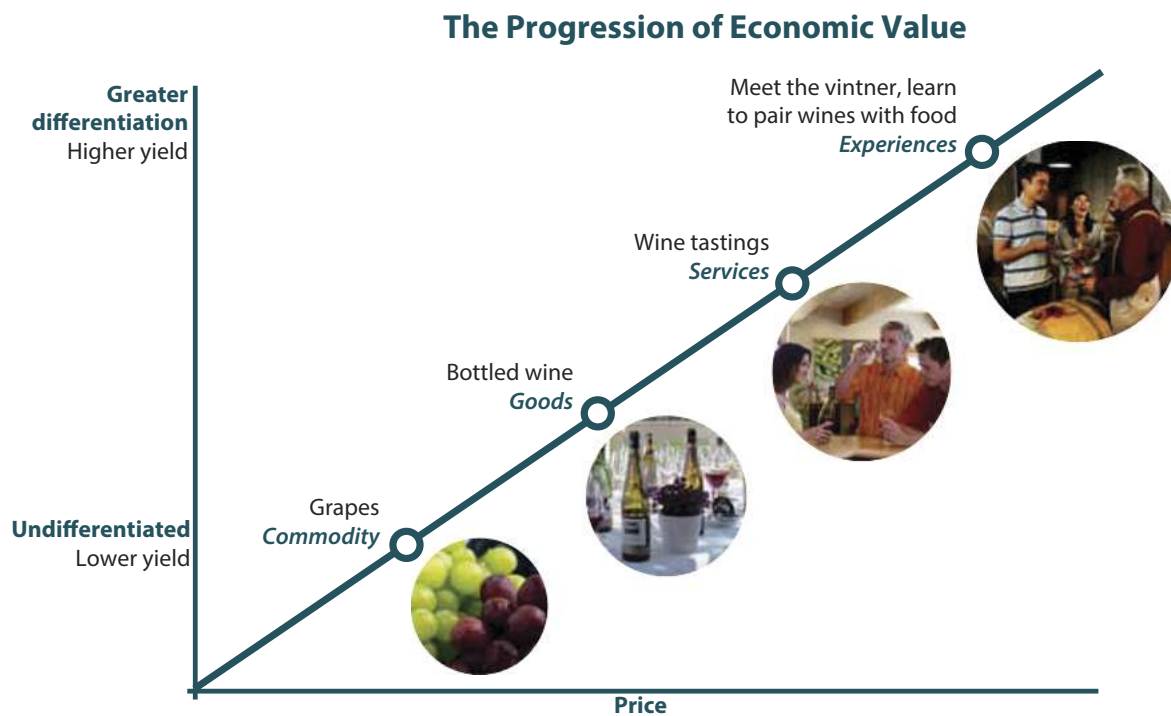 The Progression of Economic Value
Greater
differentiation
Higher yield
Meet the vintner, learn
to pair wines with food
Experiences
Wine tastings
Services
Bottled wine
Goods
Grapes
Commodity
Undifferentiated
Lower yield
Price